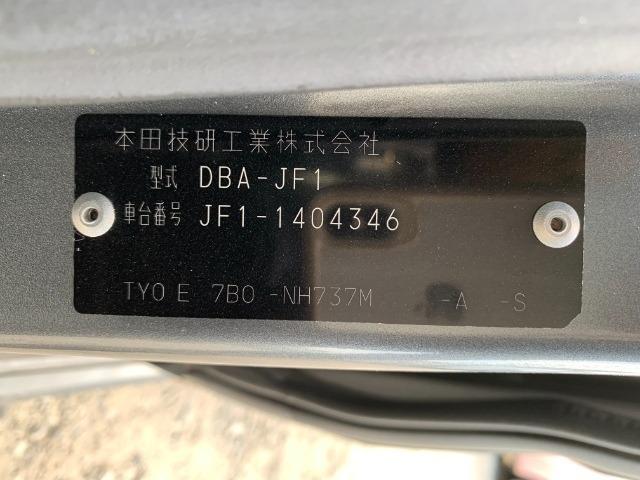 本田技研工業株式会社
型式 DBA-JF1
車台番号 JF1-1404346
TYO E 7B0 -NH737M -A -S